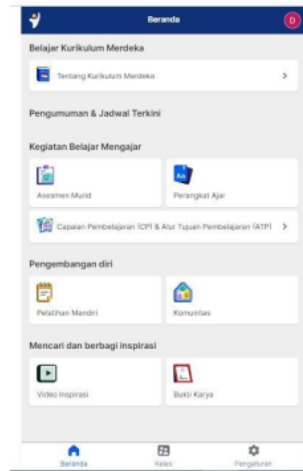 Beranda
D
Belajar Kurikulum Merdeka
Tentang Kurikulum Merdeka
Pengumuman & Jadwal Terkini
Kegiatan Belajar Mengajar
Asesmen Murid
Perangkat Ajar
Capaian Pembelajaran (CP) & Alur Tujuan Pembelajaran (ATP)
Pengembangan diri
Pelatihan Mandiri
Komunitas
Mencari dan berbagi inspirasi
Video Inspirasi
Bukti Karya
Beranda
Kelas
Pengaturan